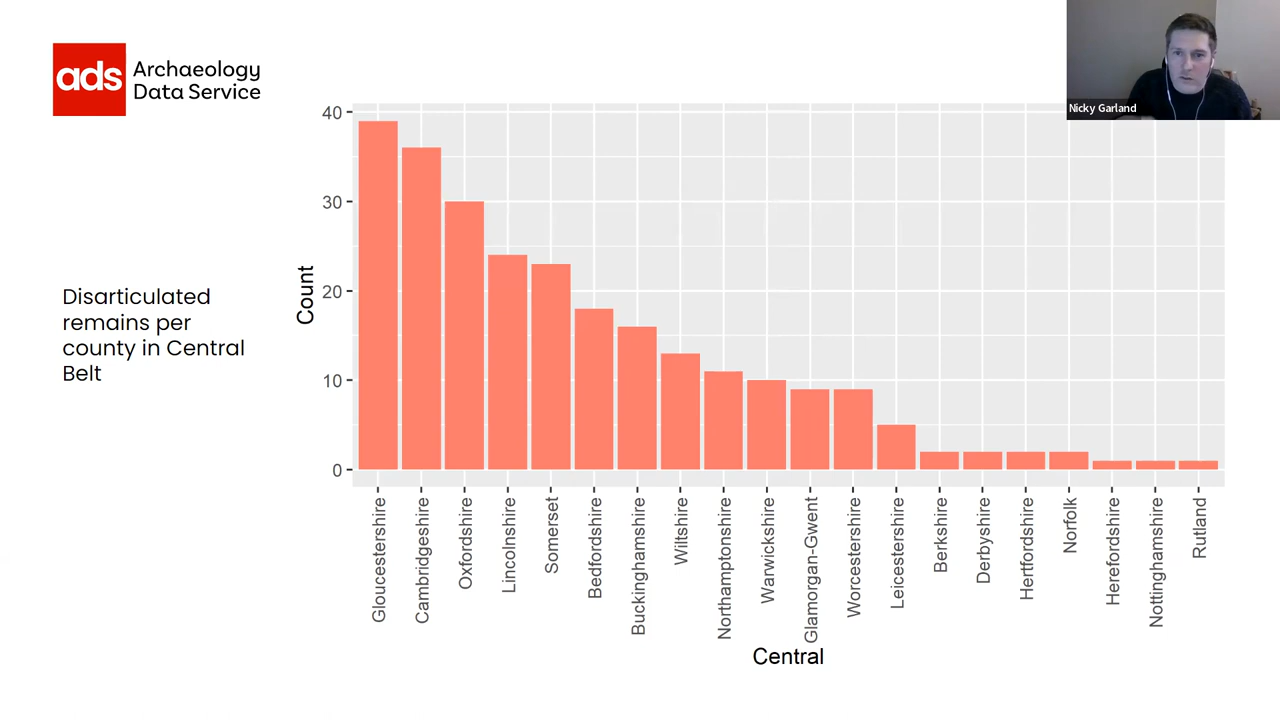 ads
Archaeology
Data Service
Nicky Garland
Disarticulated
remains per
county in Central
Belt
Count
40
30
20
10
0
Gloucestershire
Cambridgeshire
Oxfordshire
Lincolnshire
Somerset
Bedfordshire
Buckinghamshire
Wiltshire
Northamptonshire
Warwickshire
Glamorgan-Gwent
Worcestershire
Leicestershire
Berkshire
Derbyshire
Hertfordshire
Norfolk
Herefordshire
Nottinghamshire
Rutland
Central